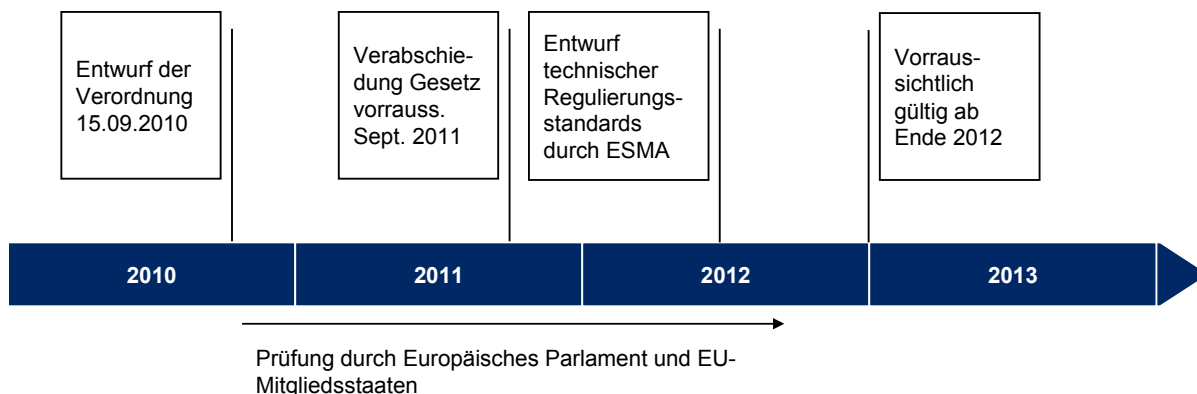 Entwurf der
Verordnung
15.09.2010
Verabschie-
dung Gesetz
vorrauss.
Sept. 2011
Entwurf
technischer
Regulierungs-
standards
durch ESMA
Vorraus-
sichtlich
gültig ab
Ende 2012
2010
2011
2012
2013
Prüfung durch Europäisches Parlament und EU-
Mitgliedsstaaten